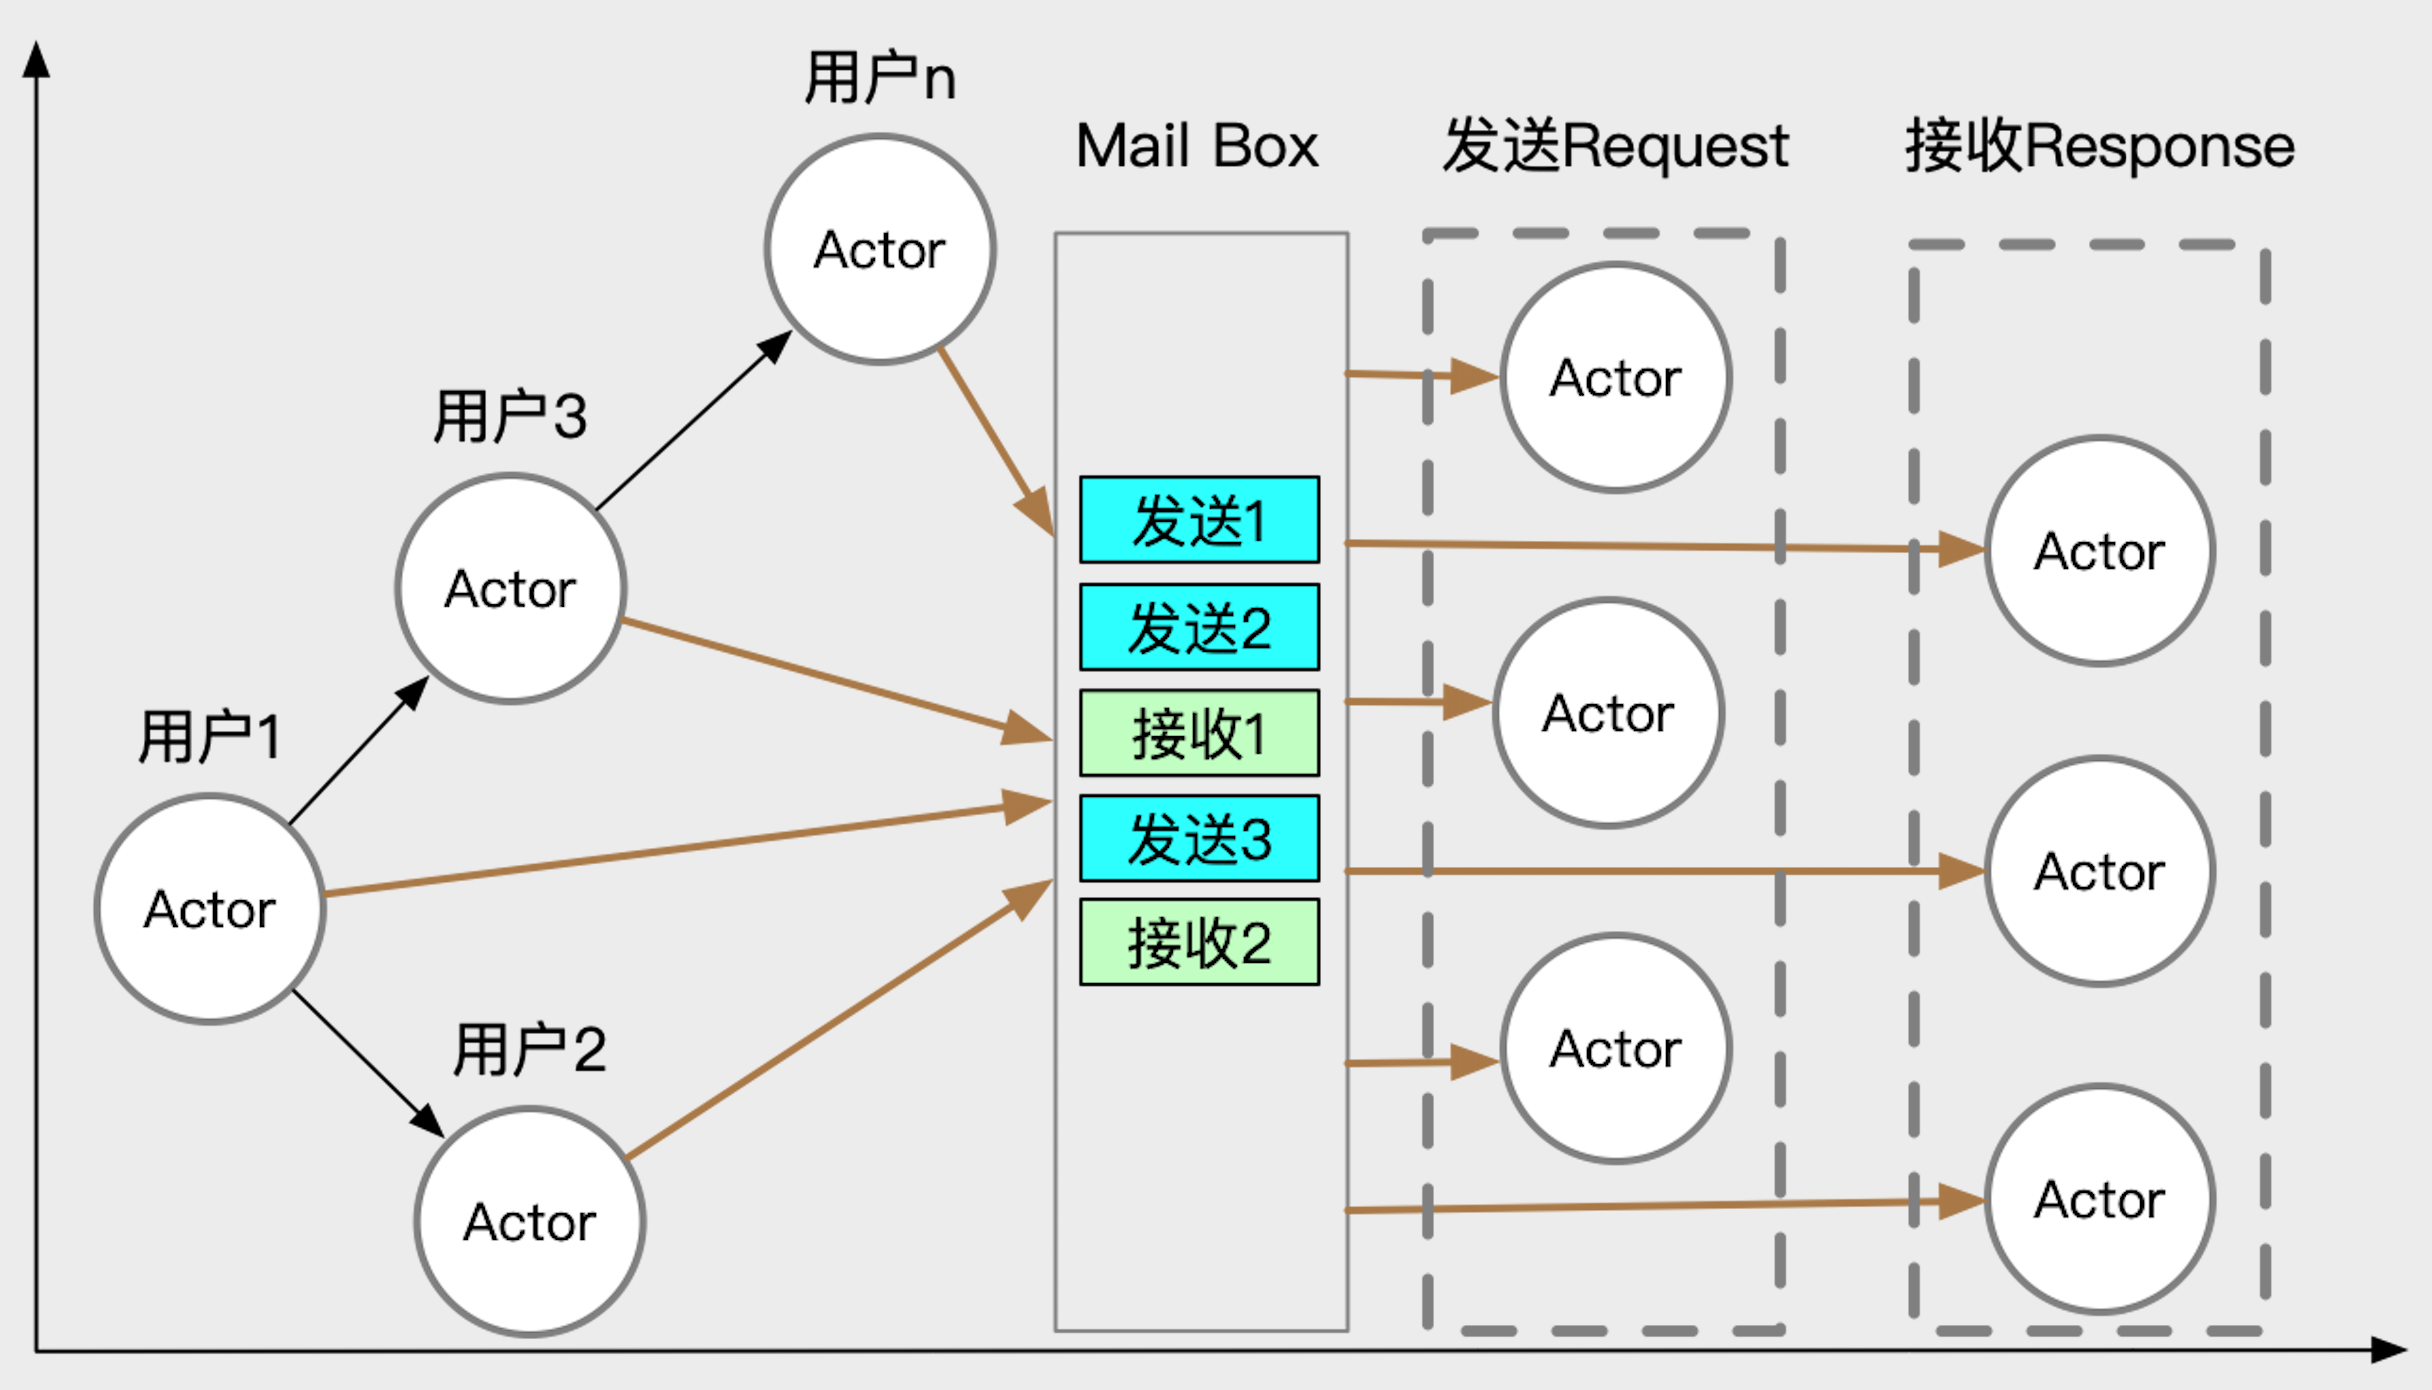 用户n
Actor
用户3
Actor
用户1
Actor
用户2
Actor
Mail Box
发送1
发送2
接收1
发送3
接收2
发送Request
Actor
Actor
Actor
接收Response
Actor
Actor
Actor